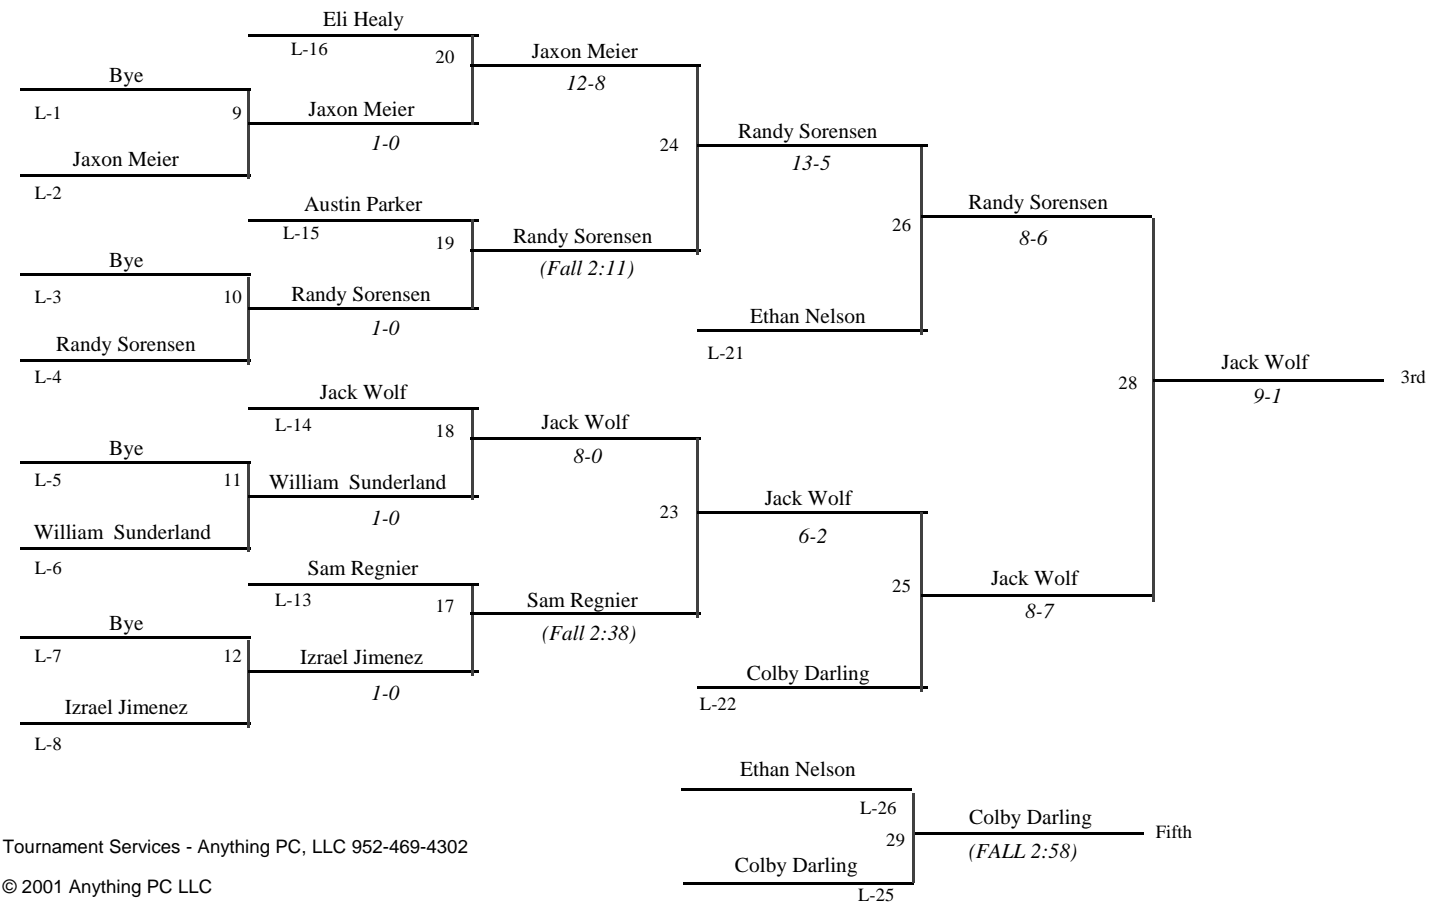 Eli Healy
L-16
20
Jaxon Meier
12-8
Bye
L-1
9
Jaxon Meier
1-0
Jaxon Meier
L-2
24
Randy Sorensen
13-5
Austin Parker
L-15
19
Randy Sorensen
(Fall 2:11)
Bye
L-3
10
Randy Sorensen
1-0
Randy Sorensen
L-4
26
Randy Sorensen
8-6
Ethan Nelson
L-21
Jack Wolf
L-14
18
Jack Wolf
8-0
Bye
L-5
11
William  Sunderland
1-0
William  Sunderland
L-6
23
Jack Wolf
6-2
Sam Regnier
L-13
17
Sam Regnier
(Fall 2:38)
Bye
L-7
12
Izrael Jimenez
1-0
Izrael Jimenez
L-8
25
Jack Wolf
8-7
Colby Darling
L-22
28
Jack Wolf
9-1
3rd
Ethan Nelson
L-26
29
Colby Darling
(FALL 2:58)
Fifth
Colby Darling
L-25
Tournament Services - Anything PC, LLC 952-469-4302
© 2001 Anything PC LLC